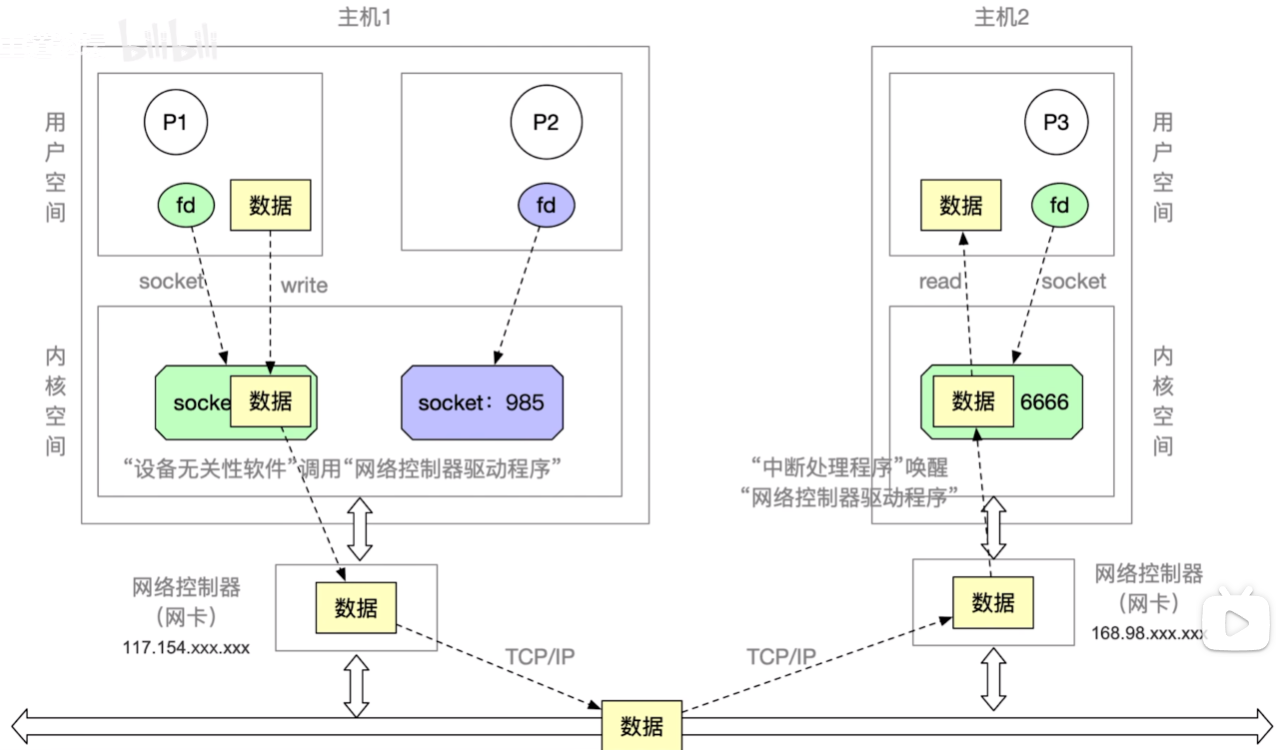 主机1
主机2
bilibili
用户空间
P1
P2
P3
用户空间
fd
数据
fd
数据
fd
socket
write
read
socket
内核空间
内核空间
socke
数据
socket：985
数据
6666
“设备无关性软件”调用“网络控制器驱动程序”
“中断处理程序”唤醒
“网络控制器驱动程序”
网络控制器
（网卡）
117.154.xxx.xxx
数据
数据
网络控制器
（网卡）
168.98.xxx.xxx
TCP/IP
TCP/IP
数据